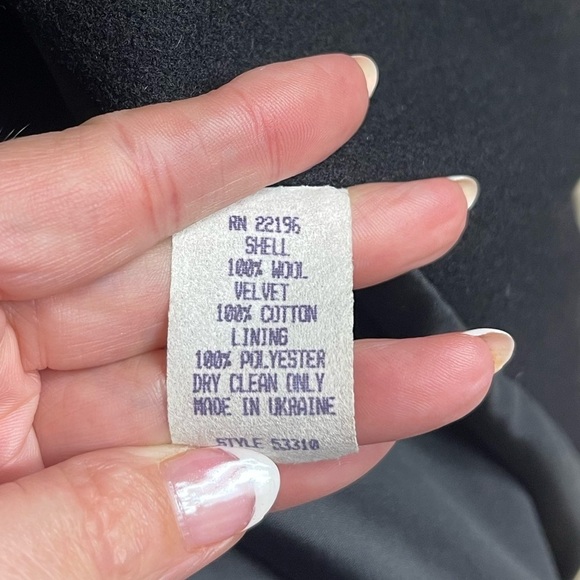 RN 22196
SHELL
100% WOOL
VELVET
100% COTTON
LINING
100% POLYESTER
DRY CLEAN ONLY
MADE IN UKRAINE
STYLE 53310